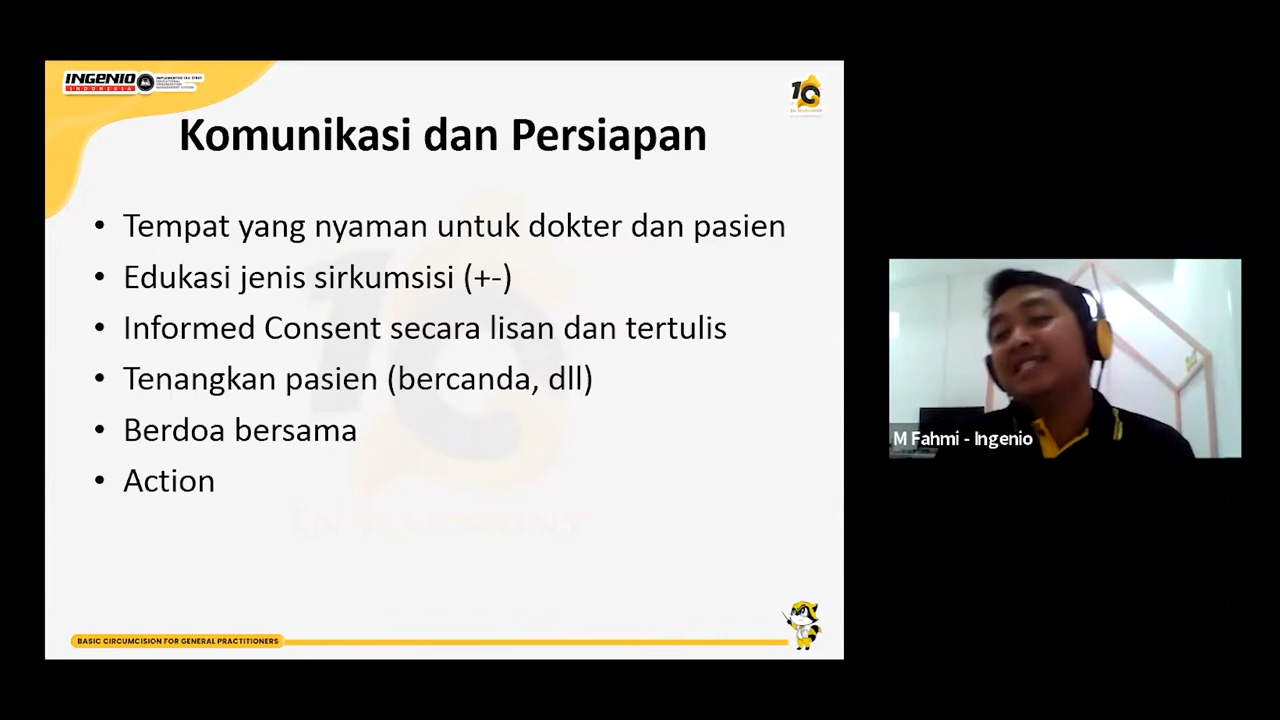 INGENIO
INDONESIA
Komunikasi dan Persiapan
• Tempat yang nyaman untuk dokter dan pasien
• Edukasi jenis sirkumsisi (+-)
• Informed Consent secara lisan dan tertulis
• Tenangkan pasien (bercanda, dll)
• Berdoa bersama
• Action
M Fahmi - Ingenio
BASIC CIRCUMCISION FOR GENERAL PRACTITIONERS